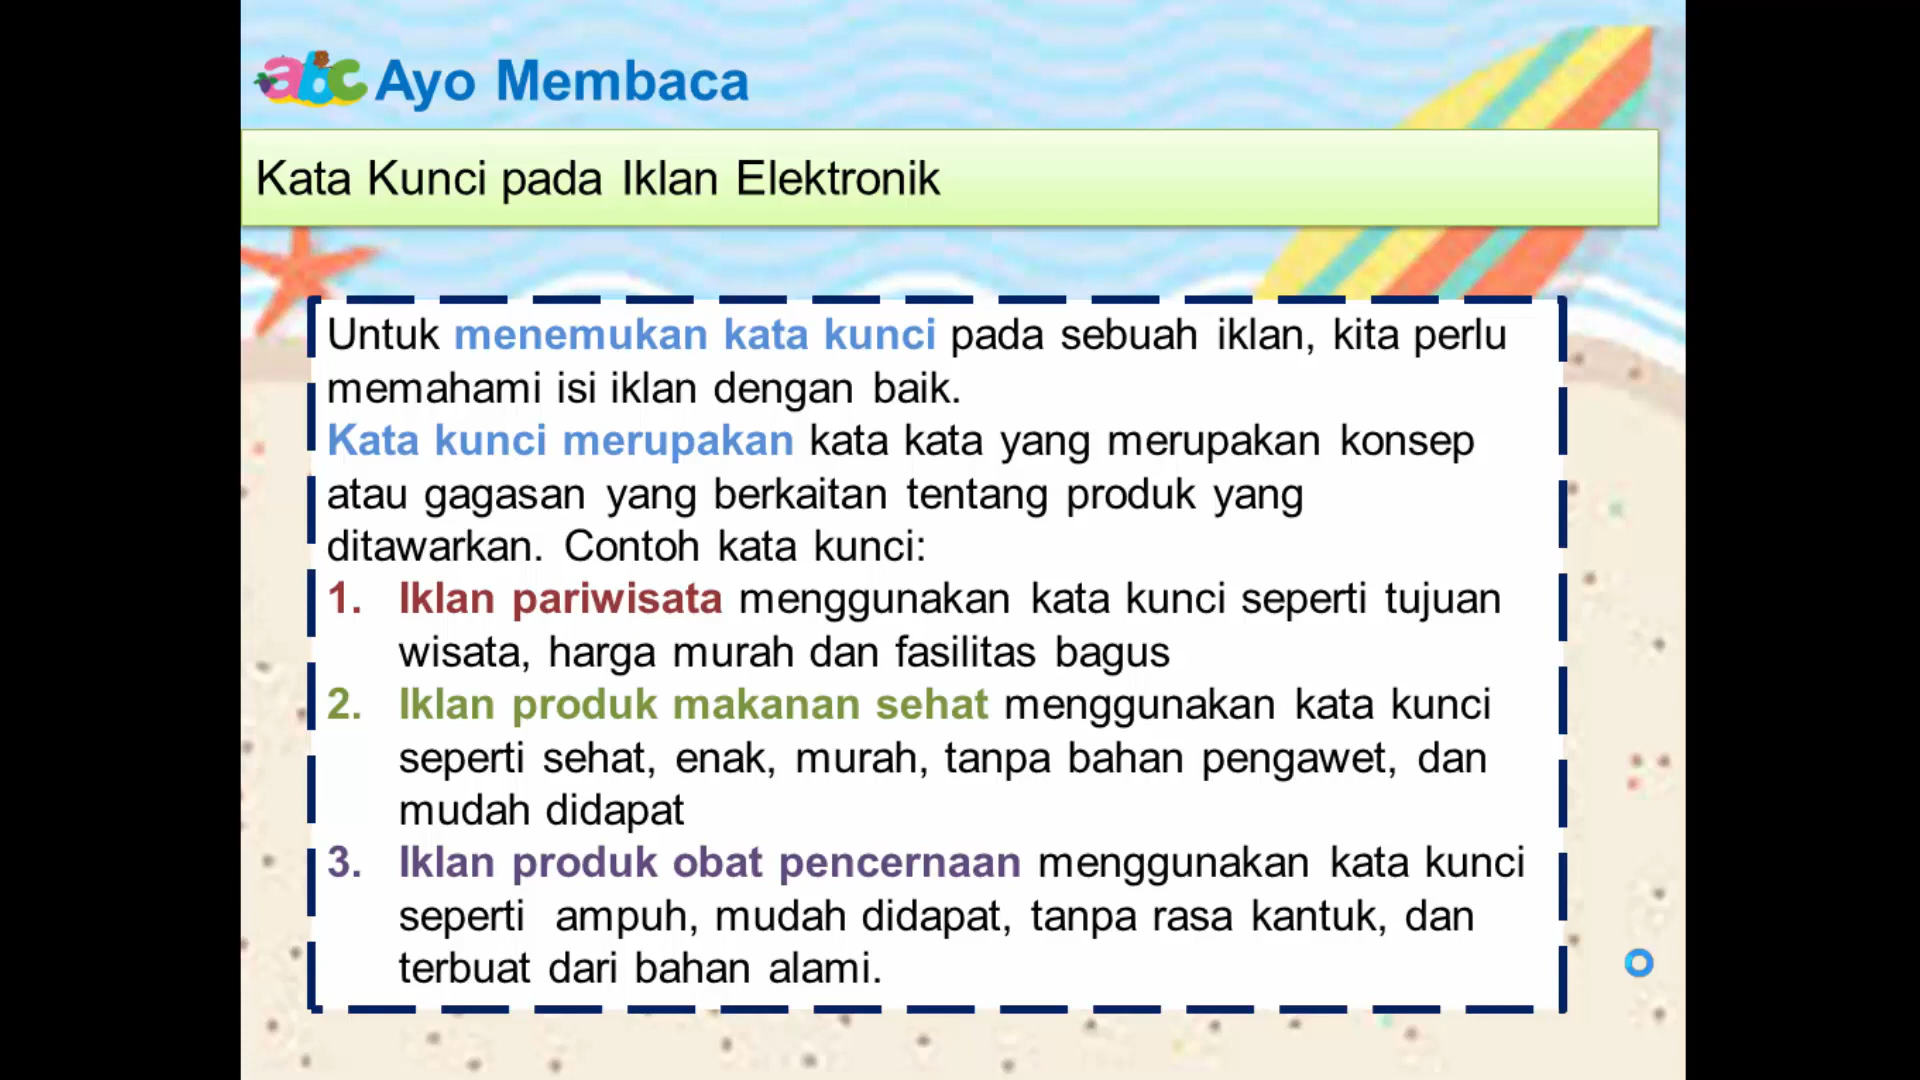 abc Ayo Membaca
Kata Kunci pada Iklan Elektronik
Untuk menemukan kata kunci pada sebuah iklan, kita perlu
memahami isi iklan dengan baik.
Kata kunci merupakan kata kata yang merupakan konsep
atau gagasan yang berkaitan tentang produk yang
ditawarkan. Contoh kata kunci:
1. Iklan pariwisata menggunakan kata kunci seperti tujuan
wisata, harga murah dan fasilitas bagus
2. Iklan produk makanan sehat menggunakan kata kunci
seperti sehat, enak, murah, tanpa bahan pengawet, dan
mudah didapat
3. Iklan produk obat pencernaan menggunakan kata kunci
seperti ampuh, mudah didapat, tanpa rasa kantuk, dan
terbuat dari bahan alami.